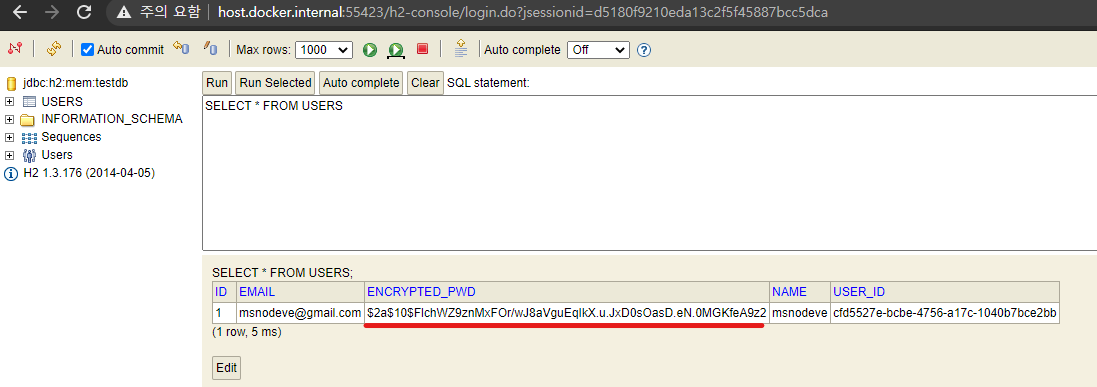 주의 요함 host.docker.internal:55423/h2-console/login.do?jsessionid=d5180f9210eda13c2f5f45887bcc5dca
Auto commit Max rows: 1000 Auto complete Off
jdbc:h2:mem:testdb
USERS
INFORMATION_SCHEMA
Sequences
Users
H2 1.3.176 (2014-04-05)
Run Run Selected Auto complete Clear SQL statement:
SELECT * FROM USERS
SELECT * FROM USERS;
ID EMAIL ENCRYPTED_PWD NAME USER_ID
1 msnodeve@gmail.com $2a$10$FlchWZ9znMxFOr/wJ8aVguEqlkX.u.JxD0sOasD.eN.0MGKfeA9z2 msnodeve cfd5527e-bcbe-4756-a17c-1040b7bce2bb
(1 row, 5 ms)
Edit